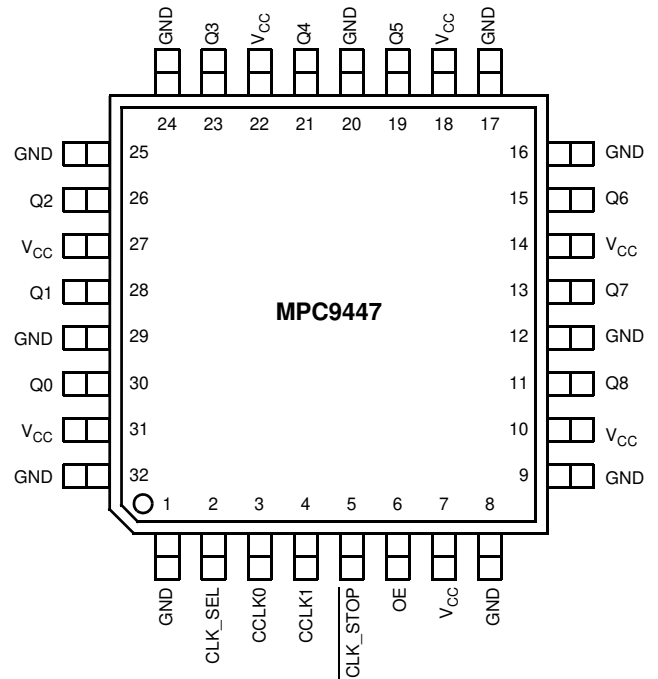 GND Q3 VCC Q4 GND Q5 VCC GND
24 23 22 21 20 19 18 17
GND 25 16 GND
Q2 26 15 Q6
VCC 27 14 VCC
Q1 28 13 Q7
MPC9447
GND 29 12 GND
Q0 30 11 Q8
VCC 31 10 VCC
GND 32 9 GND
1 2 3 4 5 6 7 8
GND CLK_SEL CCLK0 CCLK1 CLK_STOP OE VCC GND